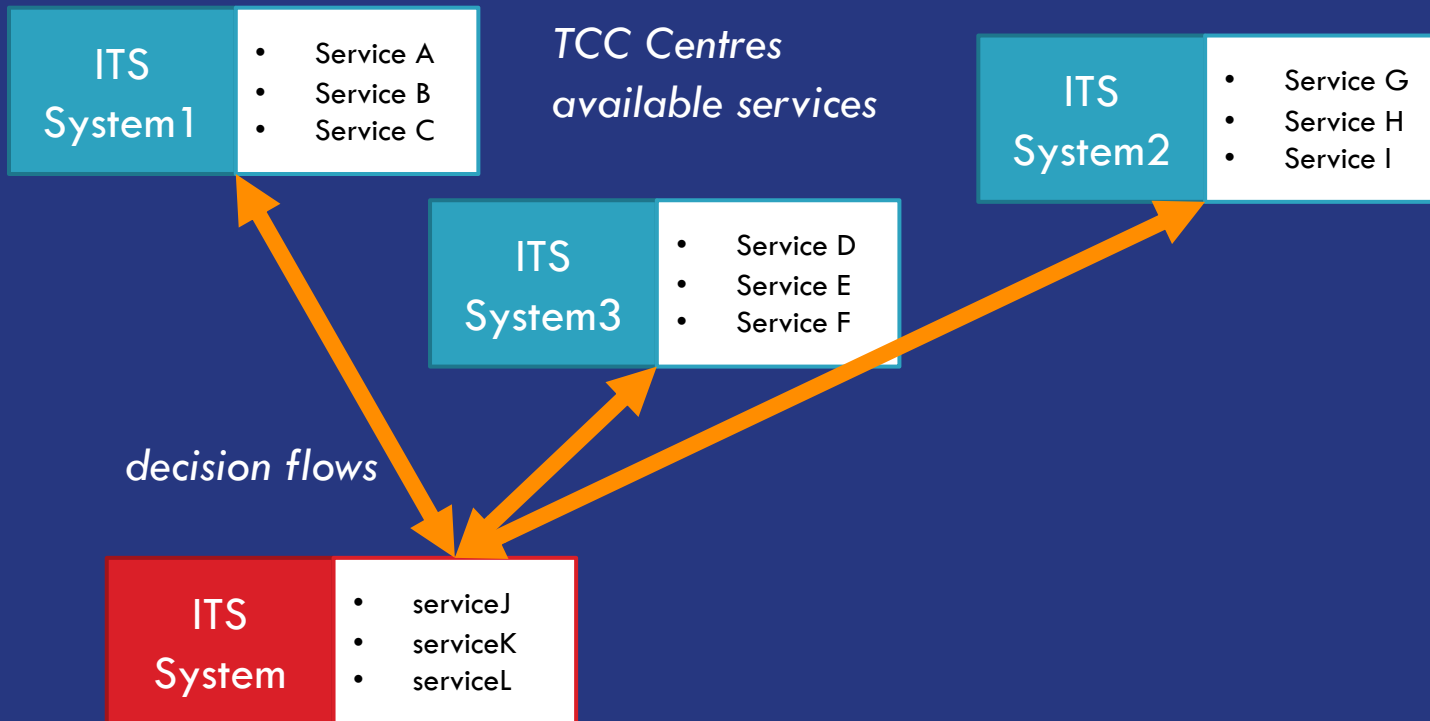 ITS
System1
• Service A
• Service B
• Service C
TCC Centres
available services
ITS
System2
• Service G
• Service H
• Service I
ITS
System3
• Service D
• Service E
• Service F
decision flows
ITS
System
• serviceJ
• serviceK
• serviceL